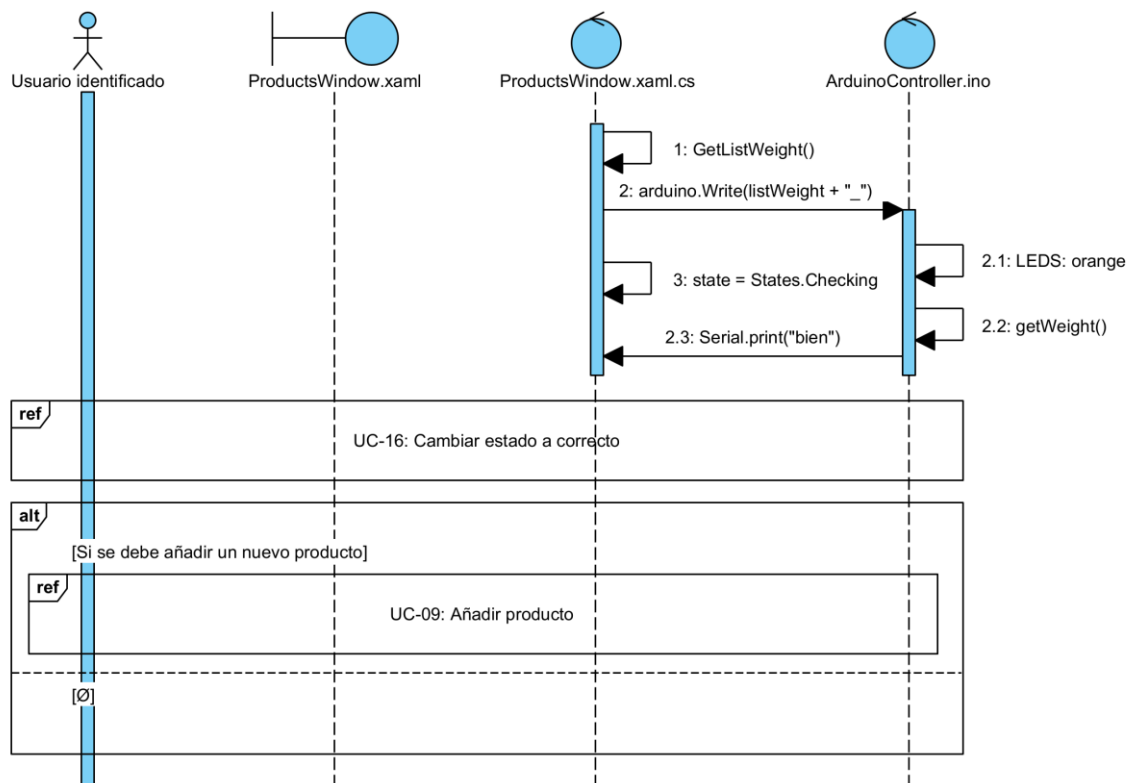 Usuario identificado
ProductsWindow.xaml
ProductsWindow.xaml.cs
ArduinoController.ino
1: GetListWeight()
2: arduino.Write(listWeight + "_")
2.1: LEDS: orange
3: state = States.Checking
2.2: getWeight()
2.3: Serial.print("bien")
ref
UC-16: Cambiar estado a correcto
alt
[Si se debe añadir un nuevo producto]
ref
UC-09: Añadir producto
[Ø]